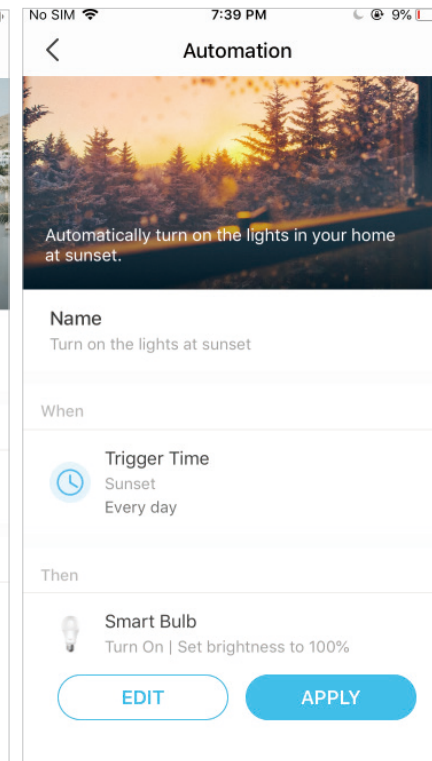 No SIM 7:39 PM 9%
Automation
Automatically turn on the lights in your home
at sunset.
Name
Turn on the lights at sunset
When
Trigger Time
Sunset
Every day
Then
Smart Bulb
Turn On | Set brightness to 100%
EDIT APPLY